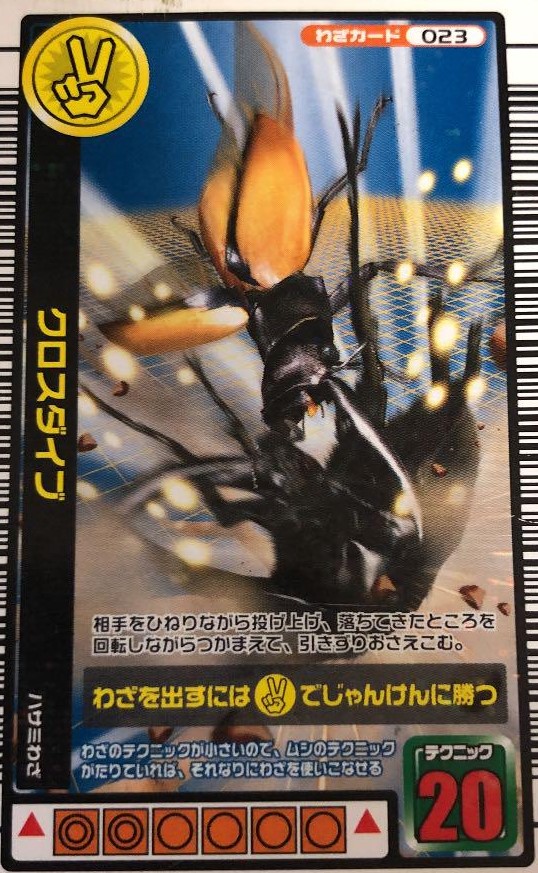 わざカード 023
クロスダイブ
ハサミわざ
相手をひねりながら投げ上げ、落ちてきたところを
回転しながらつかまえて、引きずりおさえこむ。
わざを出すには でじゃんけんに勝つ
わざのテクニックが小さいので、ムシのテクニック
がたりていれば、それなりにわざを使いこなせる
テクニック
20